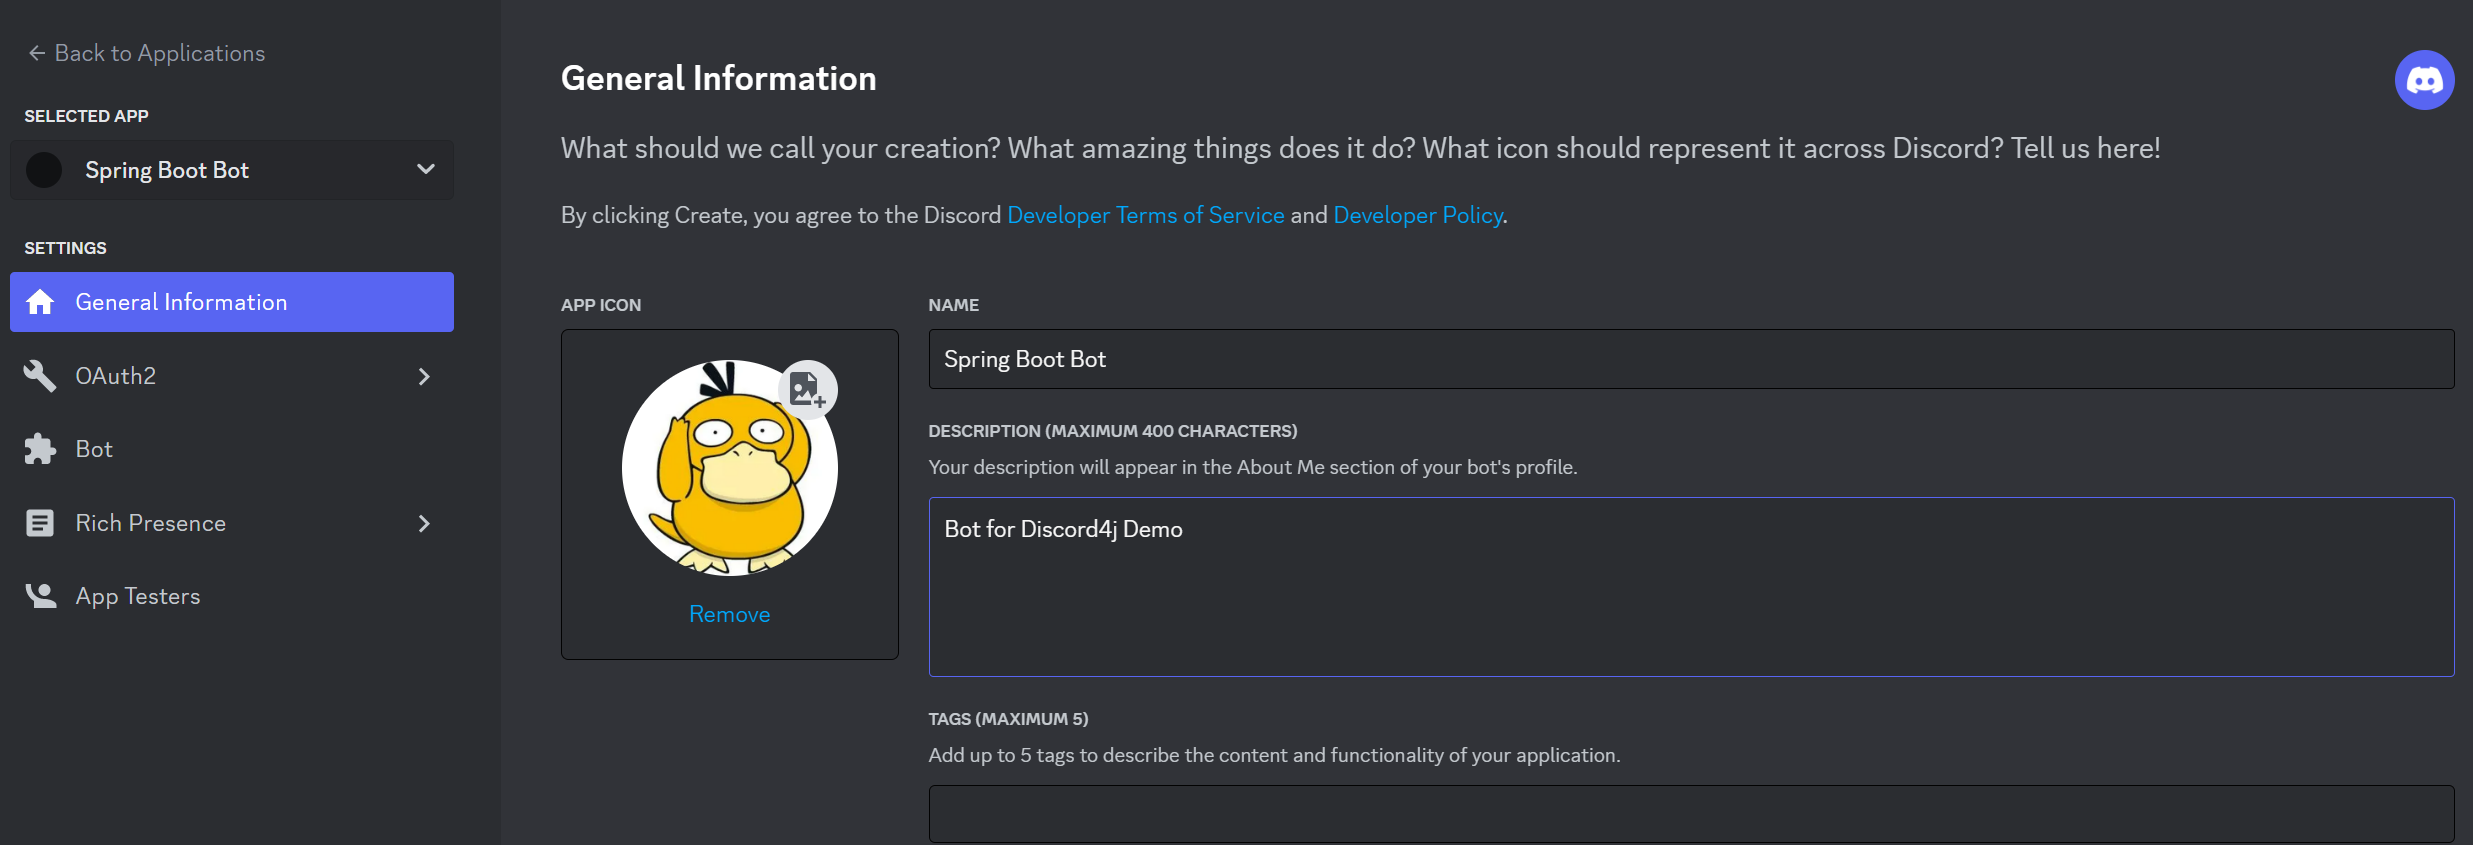 Back to Applications
SELECTED APP
Spring Boot Bot
SETTINGS
General Information
OAuth2
Bot
Rich Presence
App Testers
General Information
What should we call your creation? What amazing things does it do? What icon should represent it across Discord? Tell us here!
By clicking Create, you agree to the Discord Developer Terms of Service and Developer Policy.
APP ICON
Remove
NAME
Spring Boot Bot
DESCRIPTION (MAXIMUM 400 CHARACTERS)
Your description will appear in the About Me section of your bot's profile.
Bot for Discord4j Demo
TAGS (MAXIMUM 5)
Add up to 5 tags to describe the content and functionality of your application.